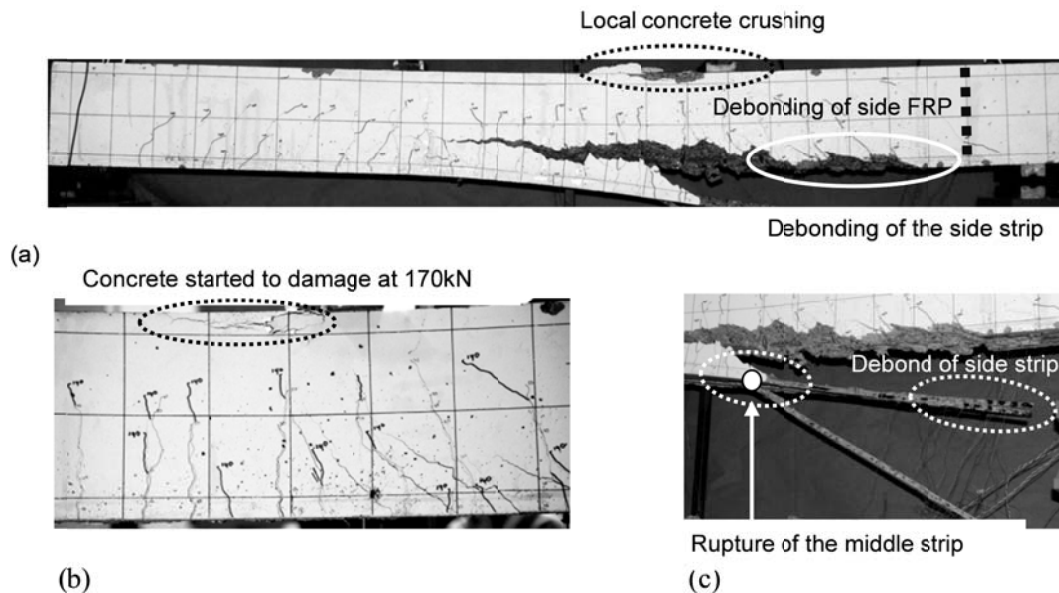 Local concrete crushing
Debonding of side FRP
Debonding of the side strip
(a)
Concrete started to damage at 170kN
Debond of side strip
Rupture of the middle strip
(b)
(c)